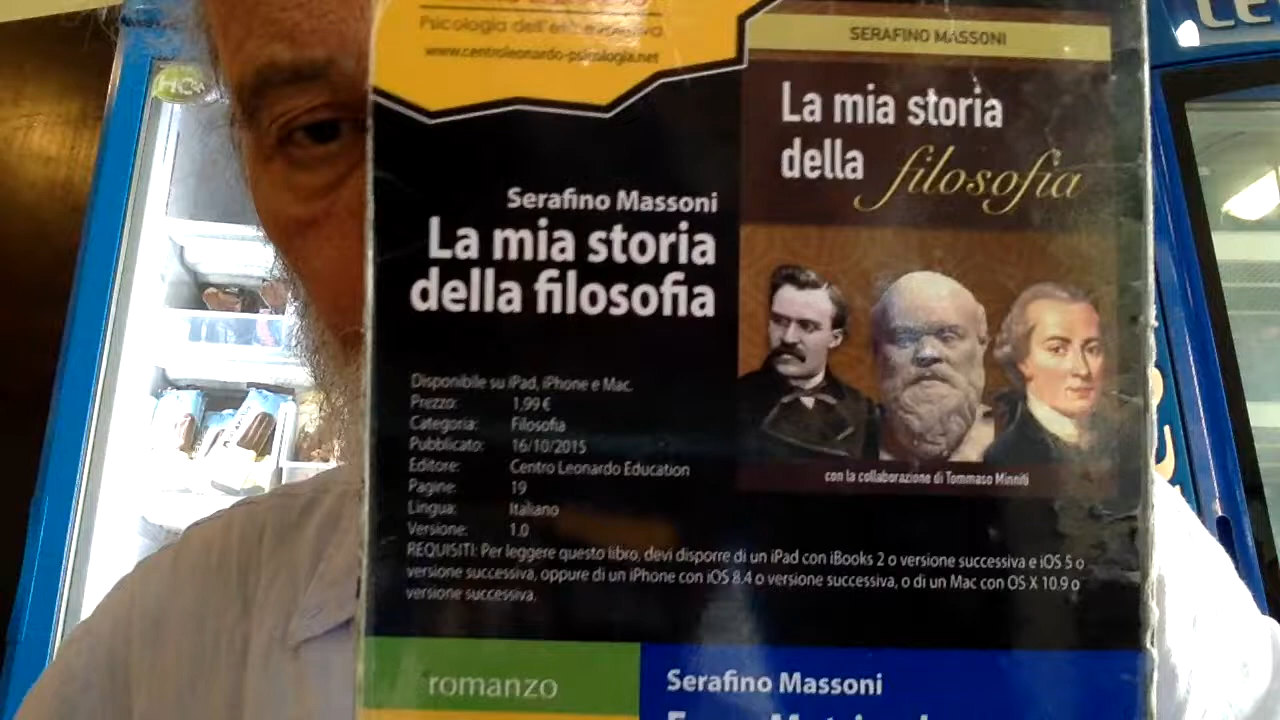 Psicologia dell'età evolutiva
www.centroleonardo-psicologia.net
SERAFINO MASSONI
La mia storia
della filosofia
Serafino Massoni
La mia storia
della filosofia
con la collaborazione di Tommaso Minniti
Disponibile su iPad, iPhone e Mac.
Prezzo: 1,99 €
Categoria: Filosofia
Pubblicato: 16/10/2015
Editore: Centro Leonardo Education
Pagine: 19
Lingua: Italiano
Versione: 1.0
REQUISITI: Per leggere questo libro, devi disporre di un iPad con iBooks 2 o versione successiva e iOS 5 o
versione successiva, oppure di un iPhone con iOS 8.4 o versione successiva, o di un Mac con OS X 10.9 o
versione successiva.
romanzo
Serafino Massoni